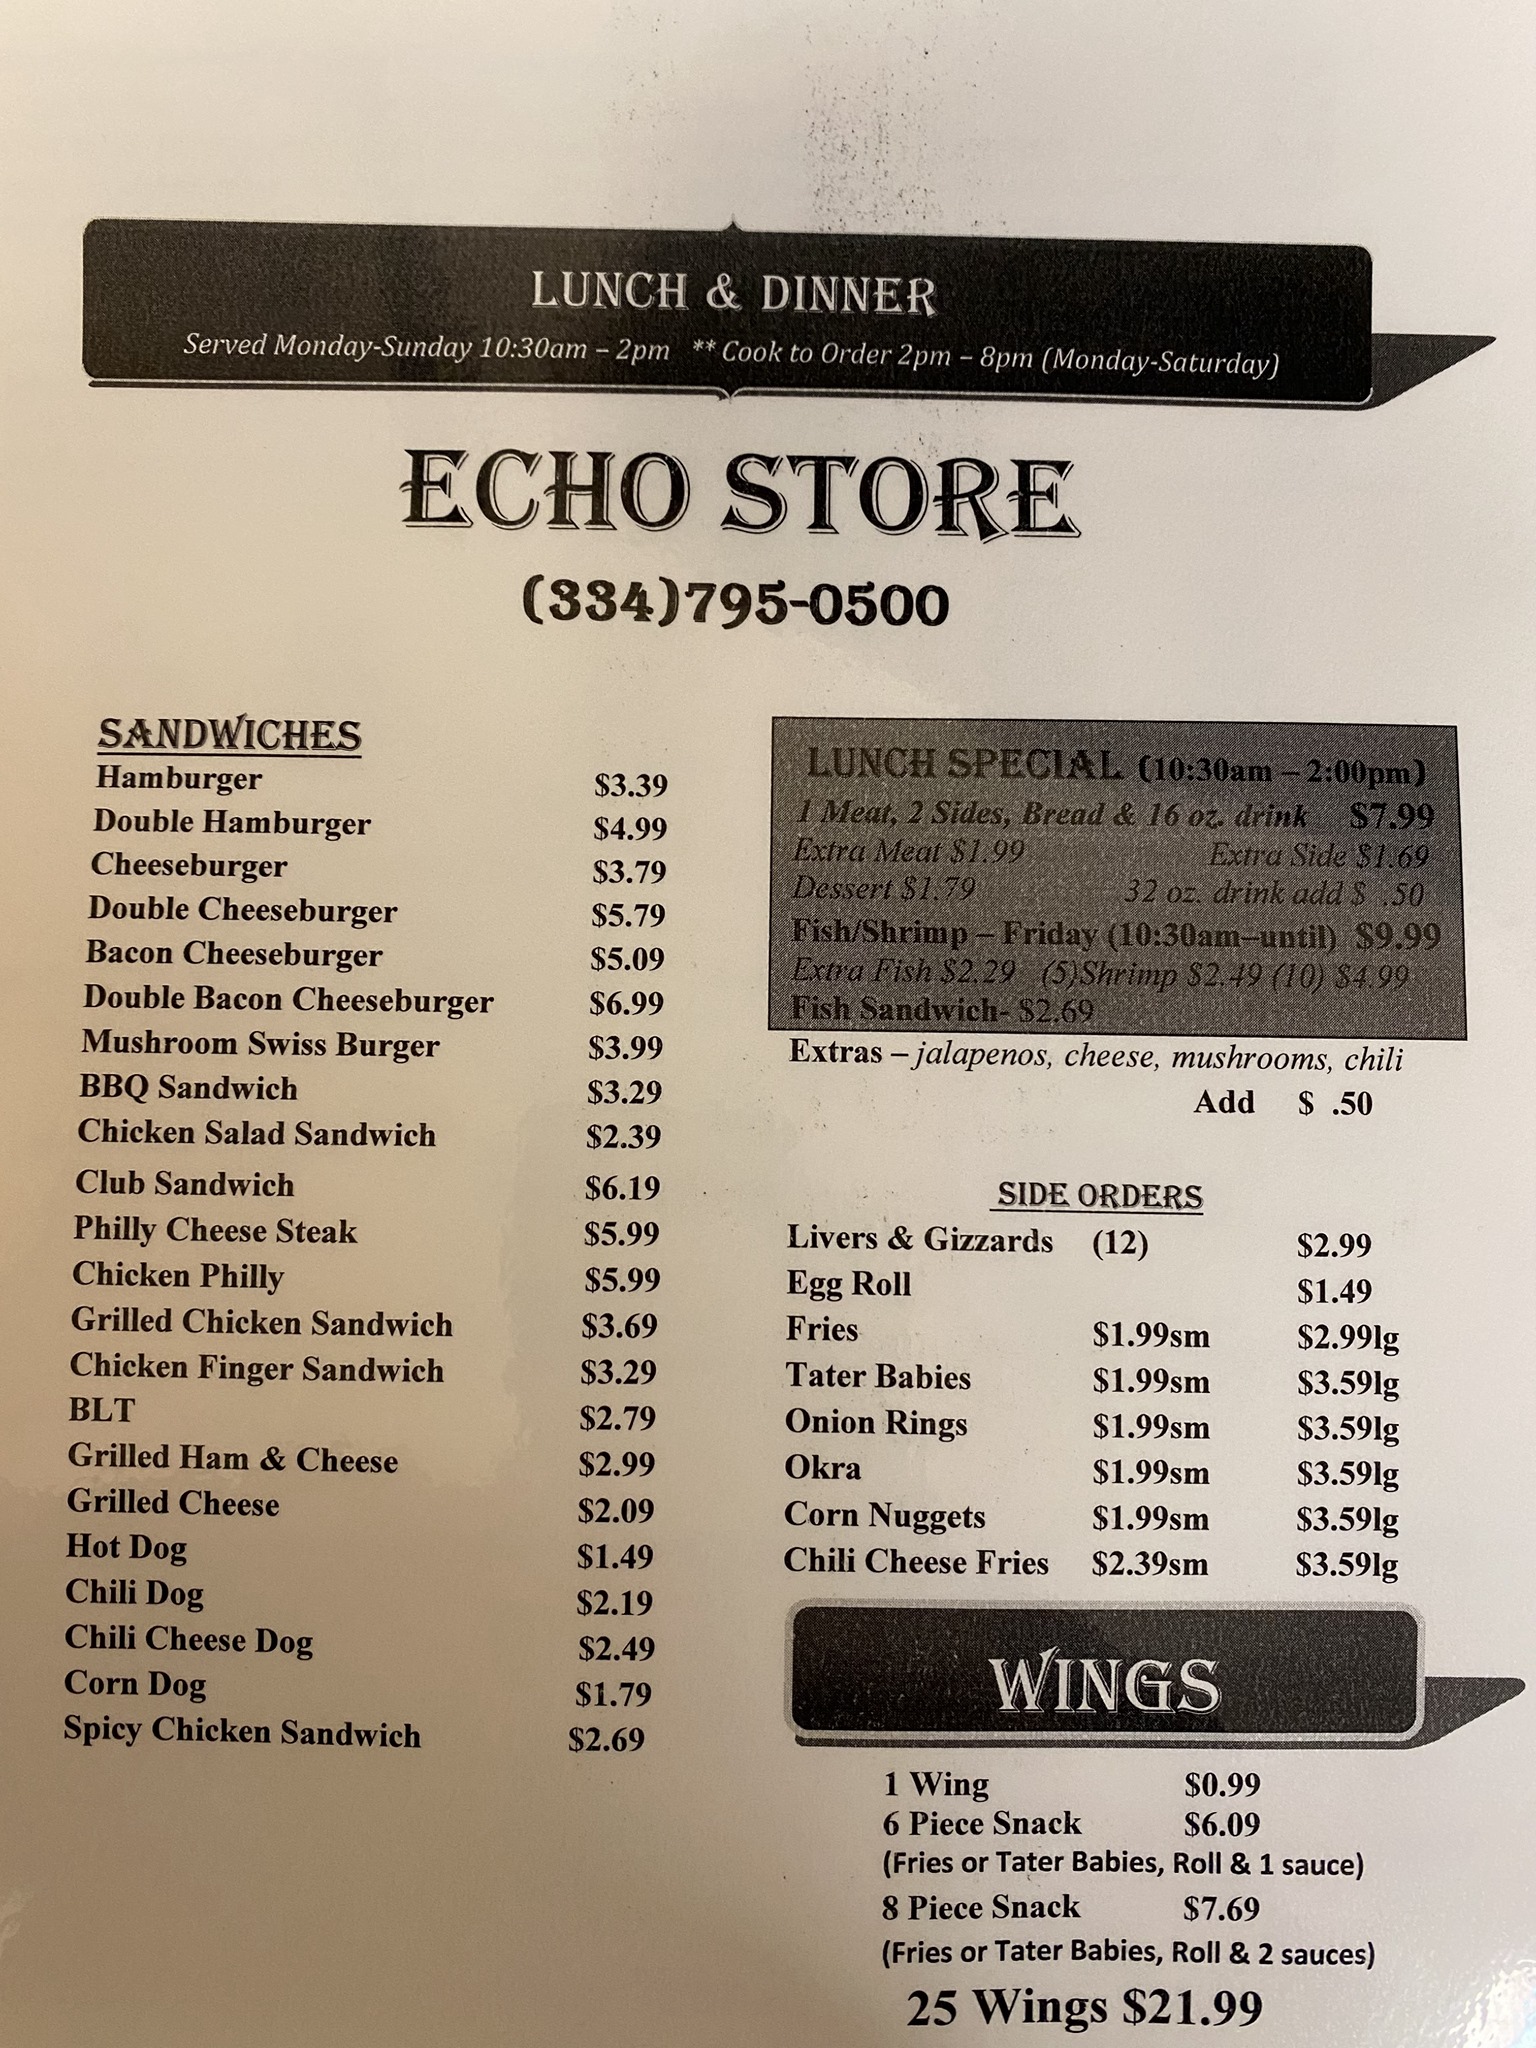 LUNCH & DINNER
Served Monday-Sunday 10:30am – 2pm ** Cook to Order 2pm – 8pm (Monday-Saturday)
ECHO STORE
(334)795-0500
SANDWICHES
Hamburger $3.39
Double Hamburger $4.99
Cheeseburger $3.79
Double Cheeseburger $5.79
Bacon Cheeseburger $5.09
Double Bacon Cheeseburger $6.99
Mushroom Swiss Burger $3.99
BBQ Sandwich $3.29
Chicken Salad Sandwich $2.39
Club Sandwich $6.19
Philly Cheese Steak $5.99
Chicken Philly $5.99
Grilled Chicken Sandwich $3.69
Chicken Finger Sandwich $3.29
BLT $2.79
Grilled Ham & Cheese $2.99
Grilled Cheese $2.09
Hot Dog $1.49
Chili Dog $2.19
Chili Cheese Dog $2.49
Corn Dog $1.79
Spicy Chicken Sandwich $2.69
LUNCH SPECIAL (10:30am – 2:00pm)
1 Meat, 2 Sides, Bread & 16 oz. drink $7.99
Extra Meat $1.99 Extra Side $1.69
Dessert $1.79 32 oz. drink add $ .50
Fish/Shrimp – Friday (10:30am–until) $9.99
Extra Fish $2.29 (5)Shrimp $2.49 (10) $4.99
Fish Sandwich- $2.69
Extras – jalapenos, cheese, mushrooms, chili
Add $ .50
SIDE ORDERS
Livers & Gizzards (12) $2.99
Egg Roll $1.49
Fries $1.99sm $2.99lg
Tater Babies $1.99sm $3.59lg
Onion Rings $1.99sm $3.59lg
Okra $1.99sm $3.59lg
Corn Nuggets $1.99sm $3.59lg
Chili Cheese Fries $2.39sm $3.59lg
WINGS
1 Wing $0.99
6 Piece Snack $6.09
(Fries or Tater Babies, Roll & 1 sauce)
8 Piece Snack $7.69
(Fries or Tater Babies, Roll & 2 sauces)
25 Wings $21.99